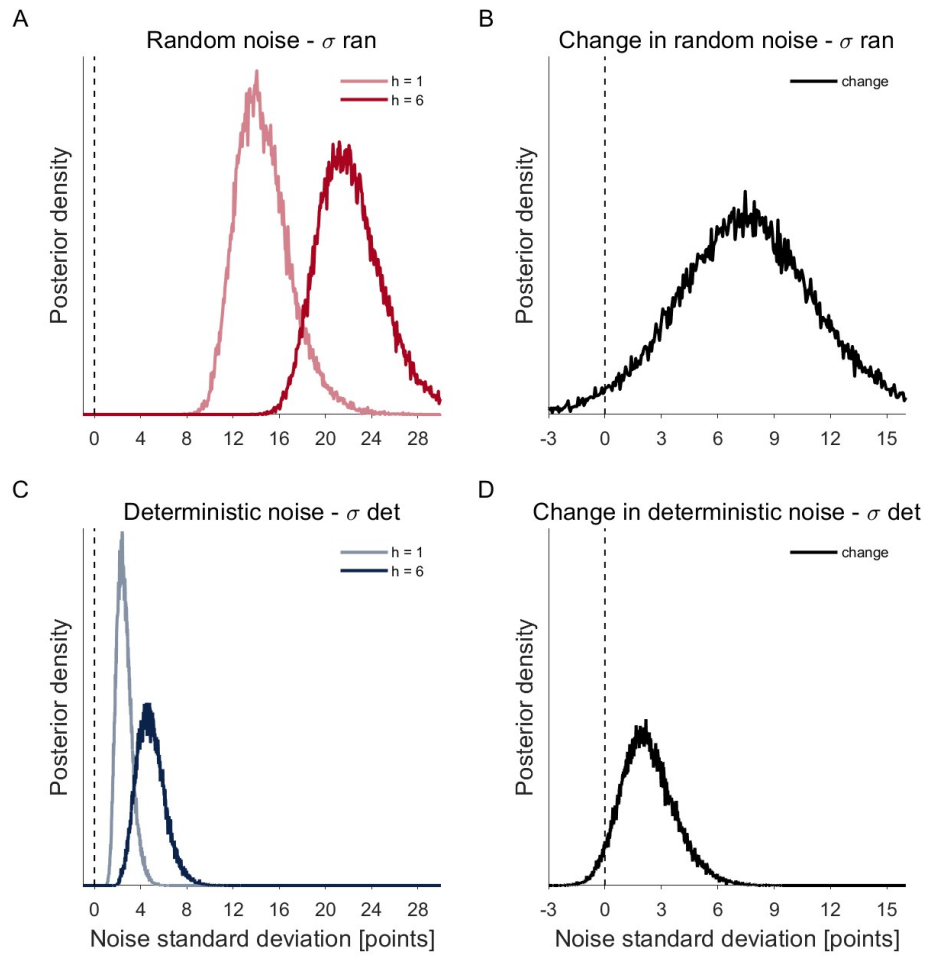 A
Random noise - σ ran
h = 1
h = 6
Posterior density
0 4 8 12 16 20 24 28
B
Change in random noise - σ ran
change
Posterior density
-3 0 3 6 9 12 15
C
Deterministic noise - σ det
h = 1
h = 6
Posterior density
0 4 8 12 16 20 24 28
Noise standard deviation [points]
D
Change in deterministic noise - σ det
change
Posterior density
-3 0 3 6 9 12 15
Noise standard deviation [points]